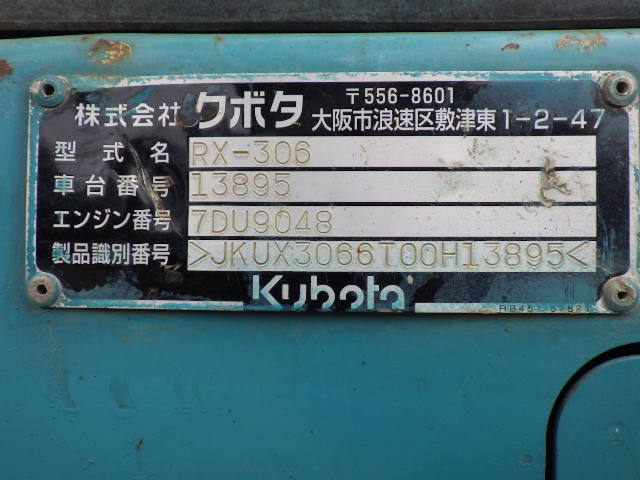 株式会社 クボタ 〒556-8601
大阪市浪速区敷津東1-2-47
型式名 RX-306
車台番号 13895
エンジン番号 7DU9048
製品識別番号 >JKUX3066T00H13895<
Kubota